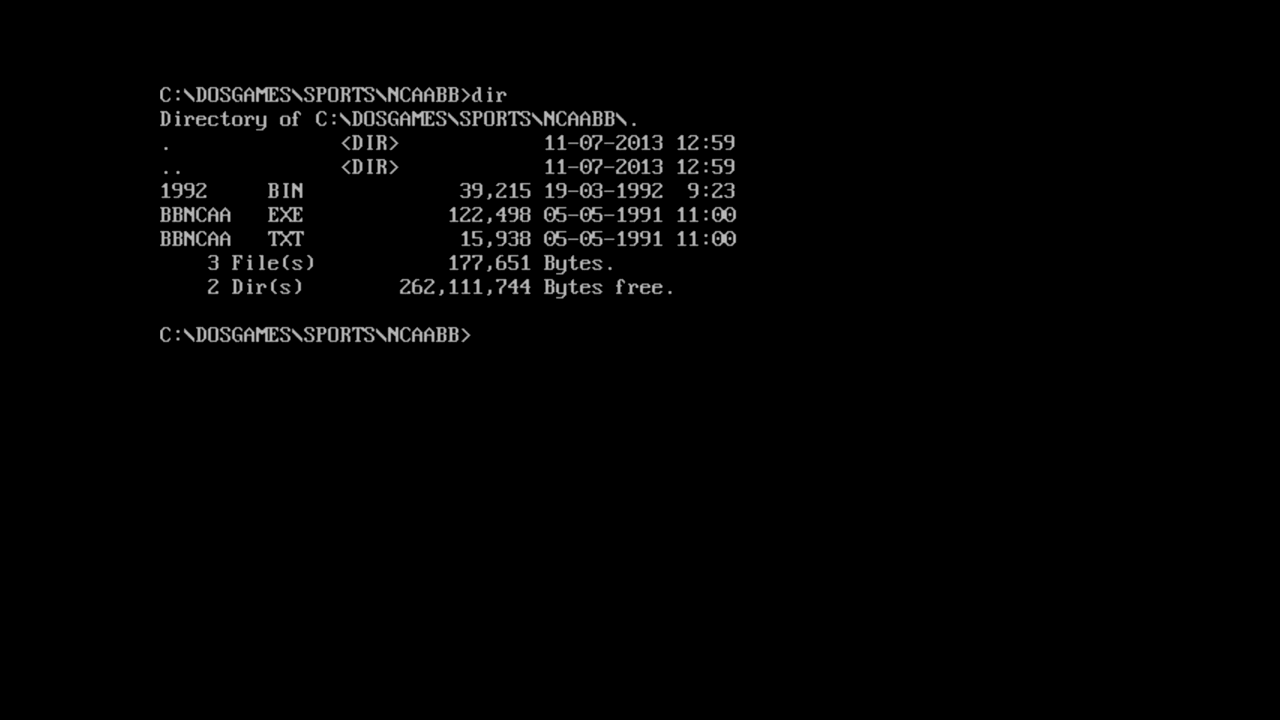 C:\DOSGAMES\SPORTS\NCAABB>dir
Directory of C:\DOSGAMES\SPORTS\NCAABB\.
. <DIR> 11-07-2013 12:59
.. <DIR> 11-07-2013 12:59
1992 BIN 39,215 19-03-1992 9:23
BBNCAA EXE 122,498 05-05-1991 11:00
BBNCAA TXT 15,938 05-05-1991 11:00
3 File(s) 177,651 Bytes.
2 Dir(s) 262,111,744 Bytes free.
C:\DOSGAMES\SPORTS\NCAABB>